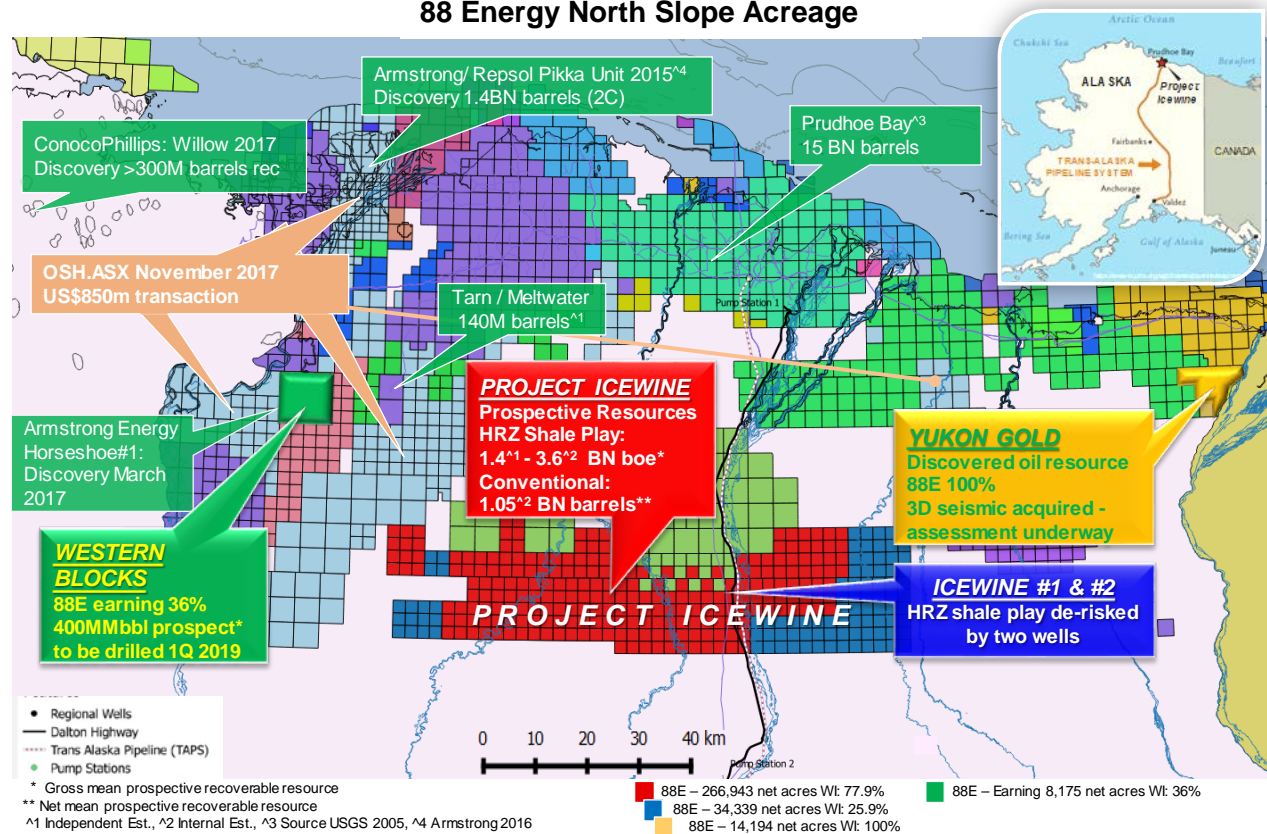 88 Energy North Slope Acreage
Arctic Ocean
Chukchi Sea
Prudhoe Bay
Beaufort
ALASKA
Project
Icewine
Fairbanks
CANADA
TRANS-ALASKA
PIPELINE SYSTEM
Anchorage
Valdez
Bering Sea
Gulf of Alaska
Juneau
Armstrong/ Repsol Pikka Unit 2015^4
Discovery 1.4BN barrels (2C)
Prudhoe Bay^3
15 BN barrels
ConocoPhillips: Willow 2017
Discovery >300M barrels rec
OSH.ASX November 2017
US$850m transaction
Tarn / Meltwater
140M barrels^1
Pump Station 1
PROJECT ICEWINE
Prospective Resources
HRZ Shale Play:
1.4^1 - 3.6^2 BN boe*
Conventional:
1.05^2 BN barrels**
Armstrong Energy
Horseshoe#1:
Discovery March
2017
YUKON GOLD
Discovered oil resource
88E 100%
3D seismic acquired -
assessment underway
WESTERN
BLOCKS
88E earning 36%
400MMbbl prospect*
to be drilled 1Q 2019
ICEWINE #1 & #2
HRZ shale play de-risked
by two wells
PROJECT ICEWINE
Regional Wells
Dalton Highway
Trans Alaska Pipeline (TAPS)
Pump Stations
0 10 20 30 40 km
Pump Station 2
* Gross mean prospective recoverable resource
** Net mean prospective recoverable resource
^1 Independent Est., ^2 Internal Est., ^3 Source USGS 2005, ^4 Armstrong 2016
88E – 266,943 net acres WI: 77.9%
88E – 34,339 net acres WI: 25.9%
88E – 14,194 net acres WI: 100%
88E – Earning 8,175 net acres WI: 36%